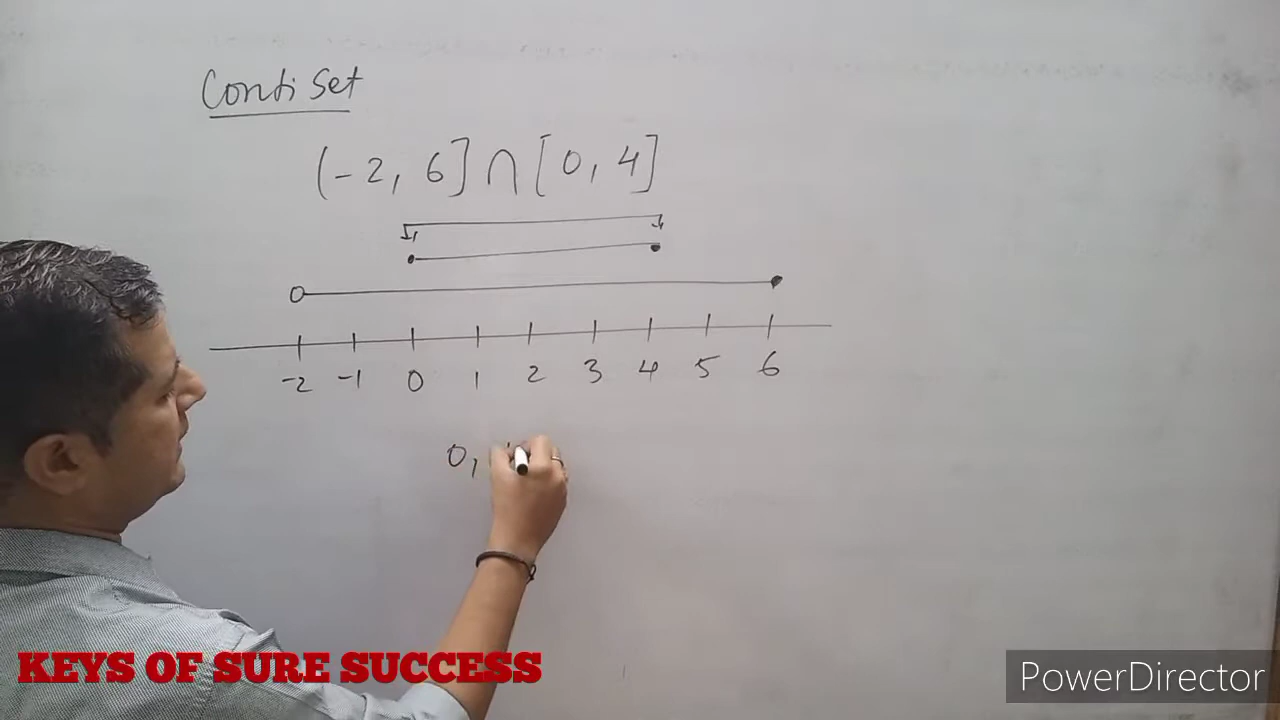 Conti Set
(-2, 6] ∩ [0, 4]
-2 -1 0 1 2 3 4 5 6
0,
KEYS OF SURE SUCCESS
PowerDirector